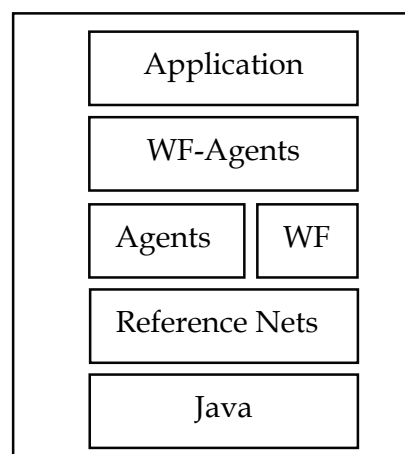 Application
WF-Agents
Agents WF
Reference Nets
Java